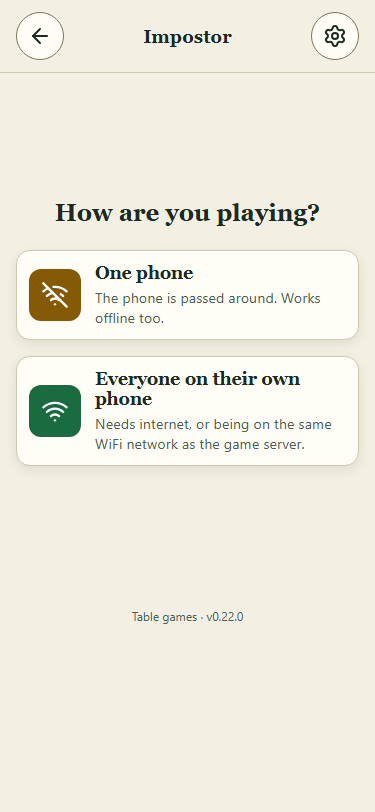 Impostor
How are you playing?
One phone
The phone is passed around. Works
offline too.
Everyone on their own
phone
Needs internet, or being on the same
WiFi network as the game server.
Table games · v0.22.0